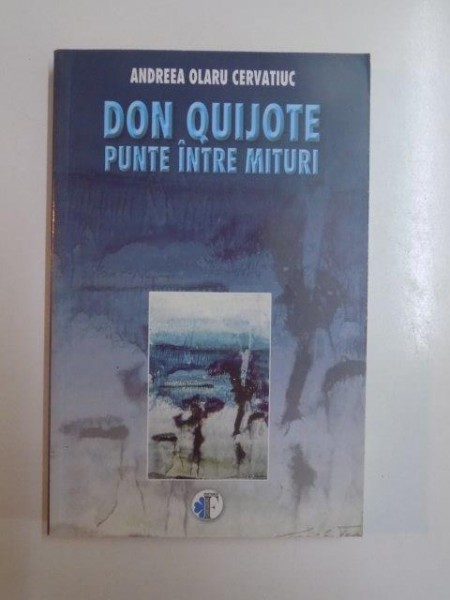 ANDREEA OLARU CERVATIUC
DON QUIJOTE
PUNTE ÎNTRE MITURI
F